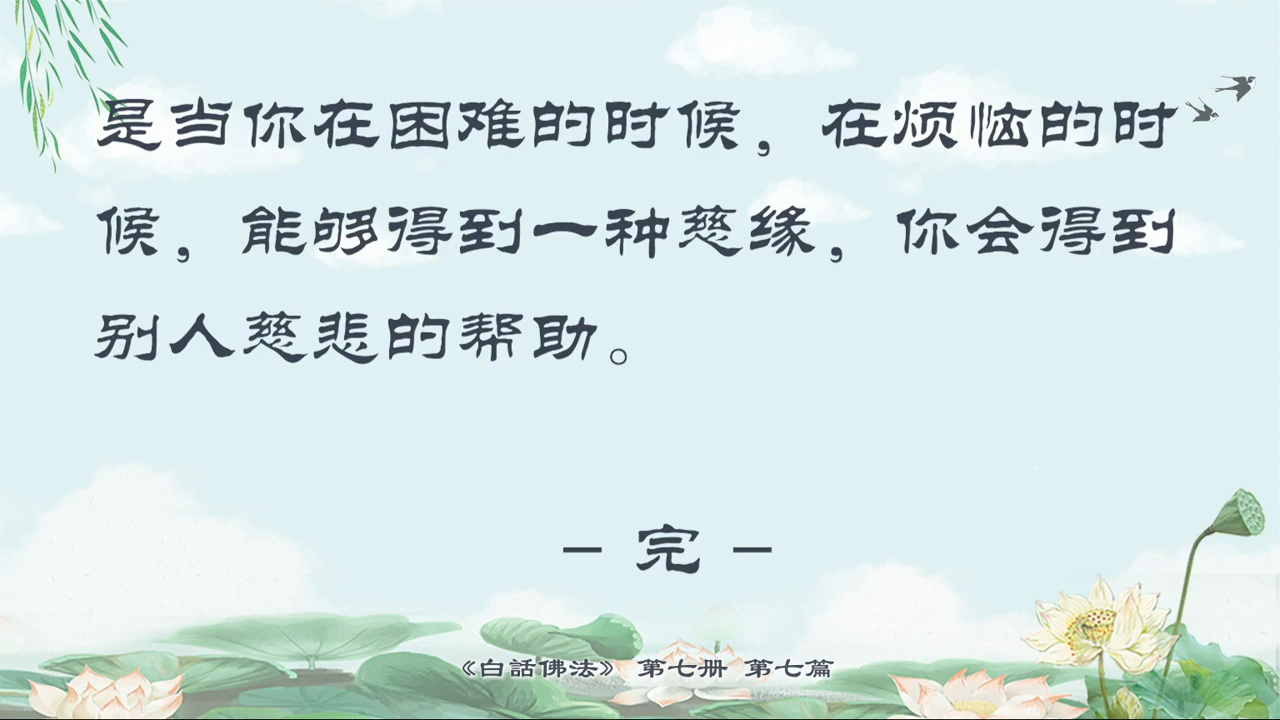 是当你在困难的时候，在烦恼的时
候，能够得到一种慈缘，你会得到
别人慈悲的帮助。
－ 完 －
《白話佛法》 第七册 第七篇